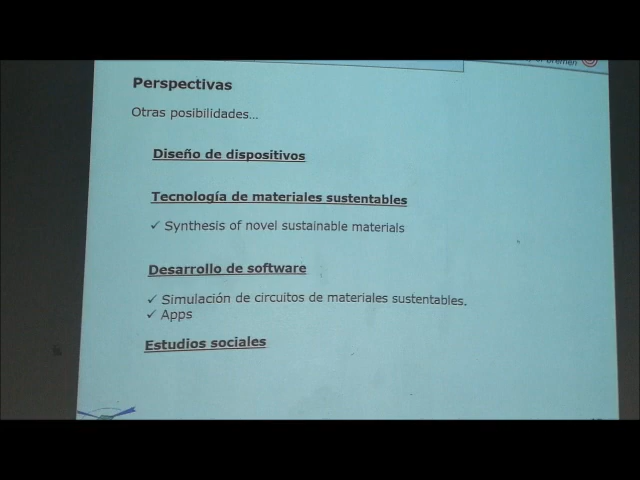 Bremen
Perspectivas
Otras posibilidades...
Diseño de dispositivos
Tecnología de materiales sustentables
✓ Synthesis of novel sustainable materials
Desarrollo de software
✓ Simulación de circuitos de materiales sustentables.
✓ Apps
Estudios sociales